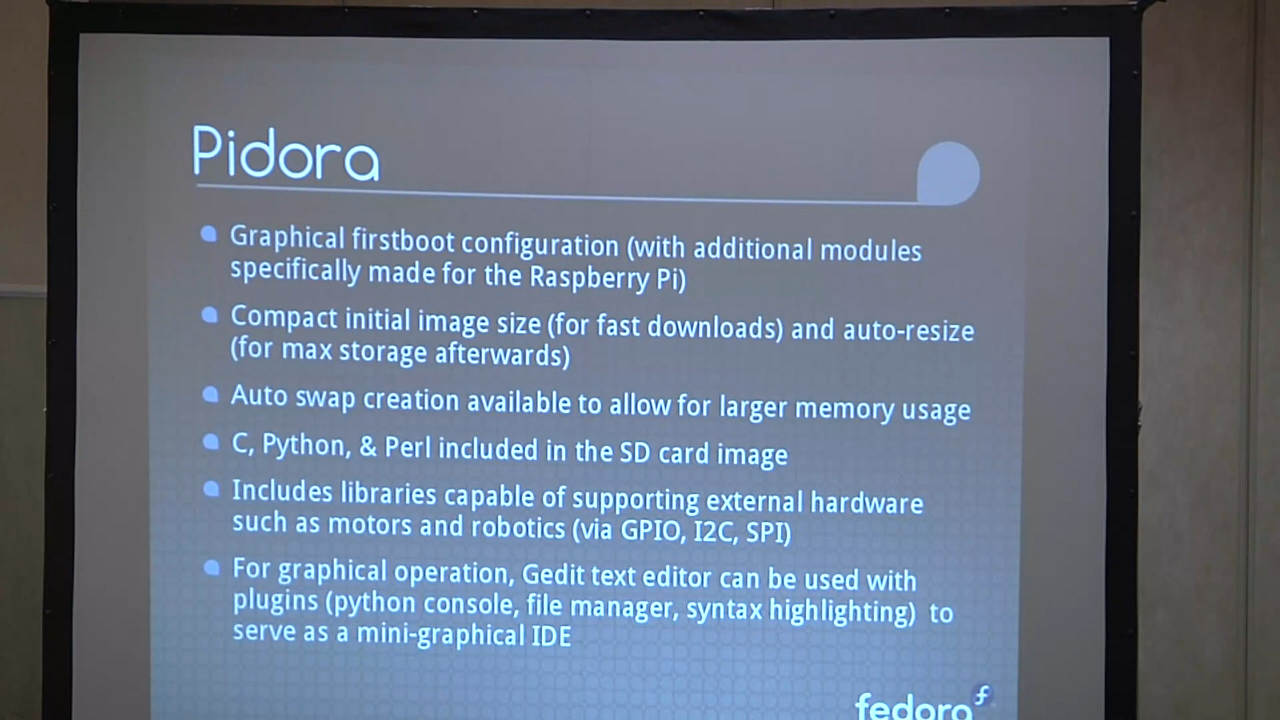 Pidora
Graphical firstboot configuration (with additional modules
specifically made for the Raspberry Pi)
Compact initial image size (for fast downloads) and auto-resize
(for max storage afterwards)
Auto swap creation available to allow for larger memory usage
C, Python, & Perl included in the SD card image
Includes libraries capable of supporting external hardware
such as motors and robotics (via GPIO, I2C, SPI)
For graphical operation, Gedit text editor can be used with
plugins (python console, file manager, syntax highlighting) to
serve as a mini-graphical IDE
fedora